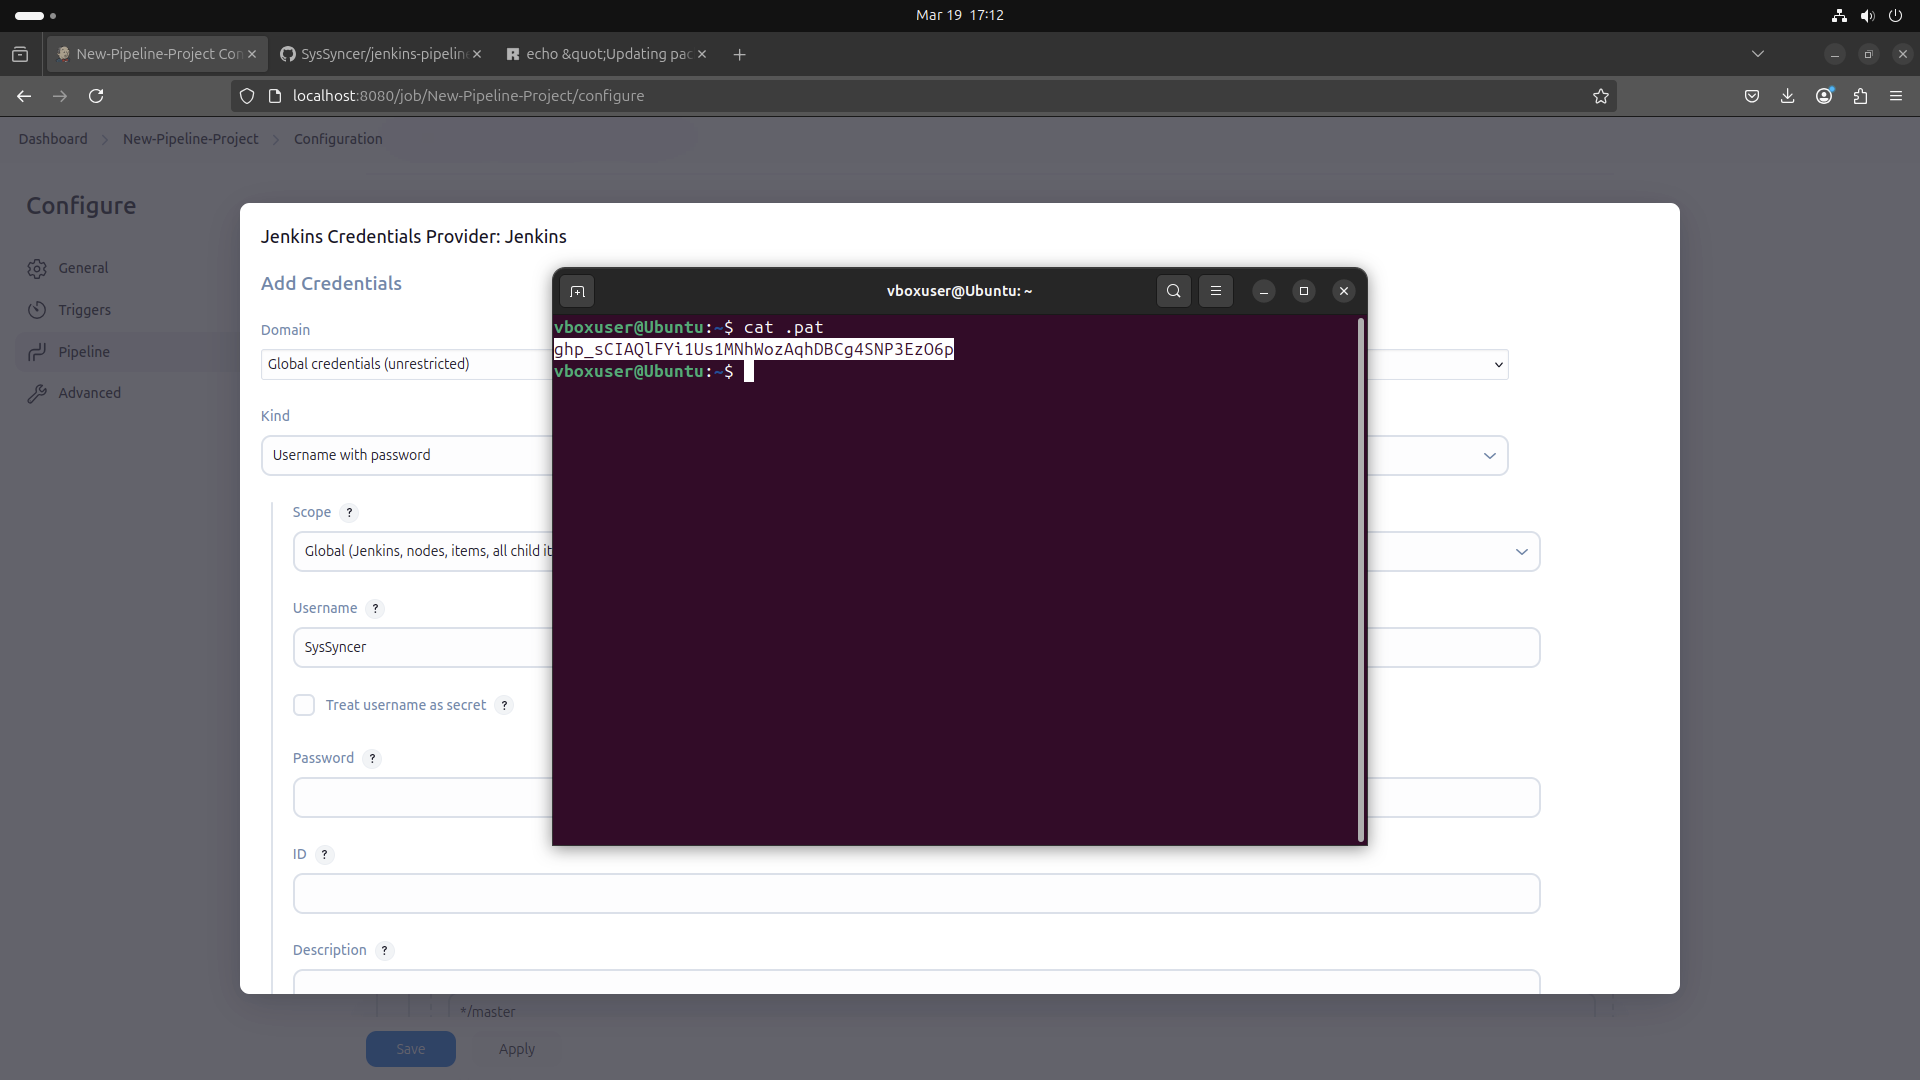 Mar 19 17:12
New-Pipeline-Project Con
SysSyncer/jenkins-pipeline
echo &quot;Updating pac
localhost:8080/job/New-Pipeline-Project/configure
Dashboard
New-Pipeline-Project
Configuration
Configure
General
Triggers
Pipeline
Advanced
Jenkins Credentials Provider: Jenkins
Add Credentials
Domain
Global credentials (unrestricted)
Kind
Username with password
Scope ?
Global (Jenkins, nodes, items, all child it
Username ?
SysSyncer
Treat username as secret ?
Password ?
ID ?
Description ?
vboxuser@Ubuntu: ~
vboxuser@Ubuntu:~$ cat .pat
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
vboxuser@Ubuntu:~$
*/master
Save
Apply